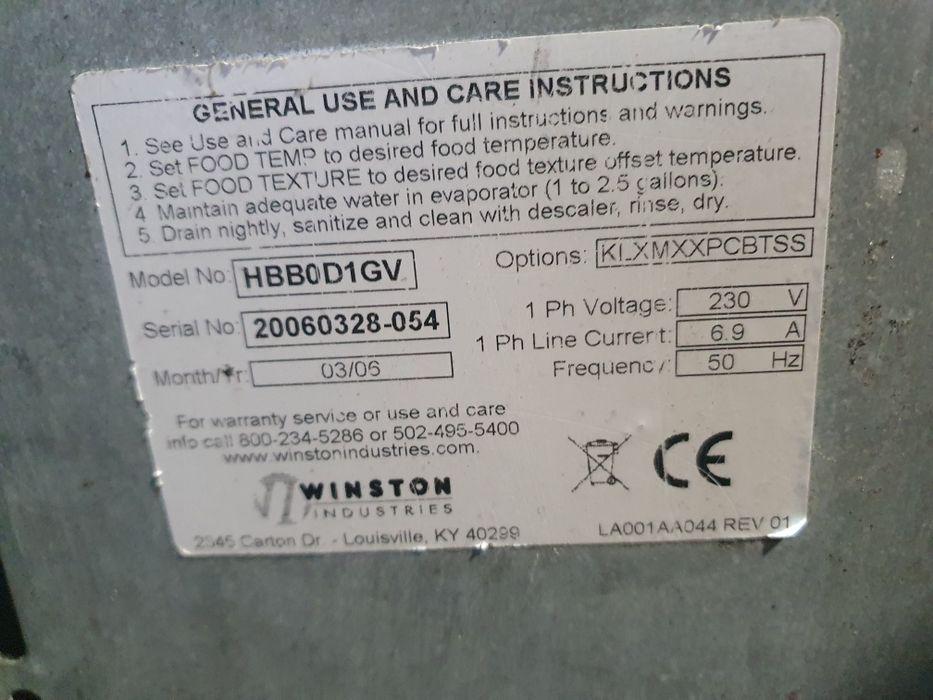 GENERAL USE AND CARE INSTRUCTIONS
1. See Use and Care manual for full instructions and warnings.
2. Set FOOD TEMP to desired food temperature.
3. Set FOOD TEXTURE to desired food texture offset temperature.
4 Maintain adequate water in evaporator (1 to 2.5 gallons).
5. Drain nightly, sanitize and clean with descaler, rinse, dry.
Model No: HBB0D1GV
Options: KLXMXXPCBTSS
Serial No: 20060328-054
1 Ph Voltage: 230 V
1 Ph Line Current: 6.9 A
Month/Yr: 03/06
Frequency: 50 Hz
For warranty service or use and care
info call 800-234-5286 or 502-495-5400
www.winstonindustries.com.
WINSTON
INDUSTRIES
CE
2345 Carton Dr. - Louisville, KY 40299
LA001AA044 REV 01